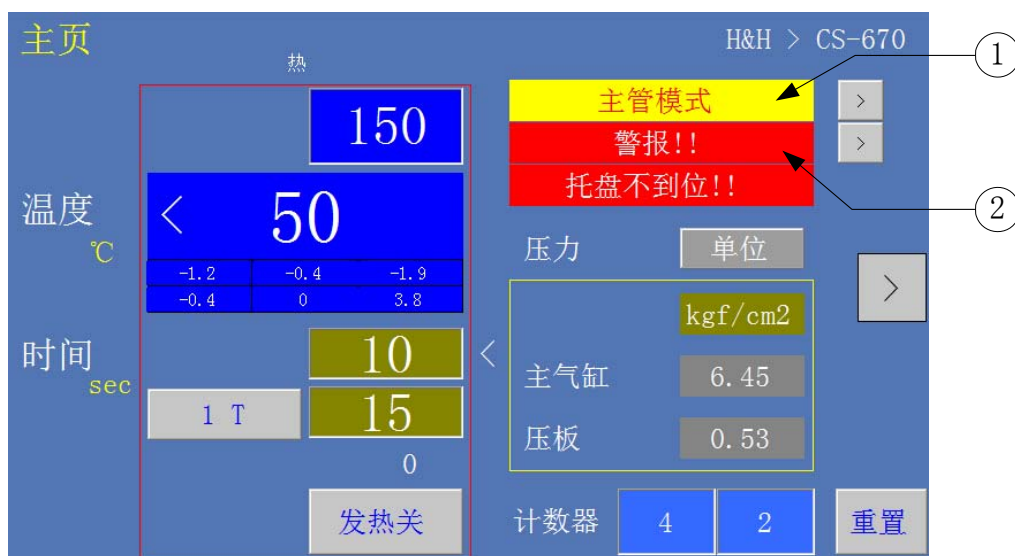 主页
H&H > CS-670
①
热
主管模式 >
150
警报!! >
托盘不到位!!
②
温度
℃
< 50
-1.2 -0.4 -1.9
-0.4 0 3.8
压力 单位
>
kgf/cm2
时间
sec
10 <
主气缸 6.45
1 T 15
压板 0.53
0
发热关
计数器 4 2 重置